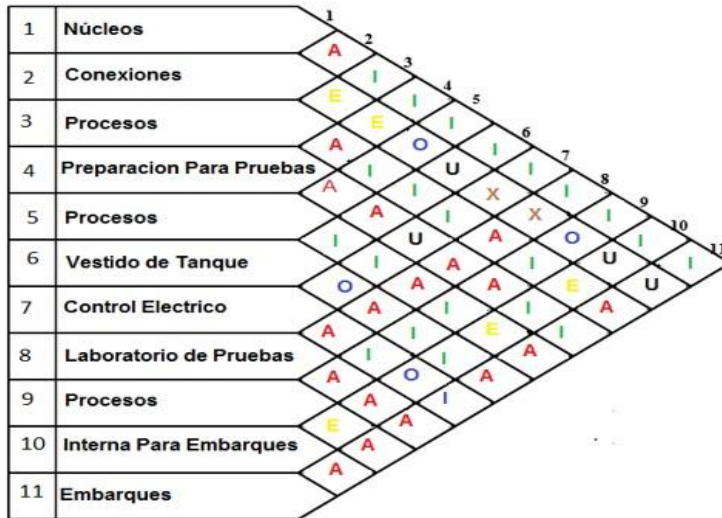 1
1 Núcleos
2
A
3
I
2 Conexiones
4
E I
5
3 Procesos
E I
6
A O I
7
4 Preparacion Para Pruebas I U I
8
A I X I
9
5 Procesos A I X I
10
I U A O I
11
6 Vestido de Tanque I A I U I
O A A E U
7 Control Electrico A I I A
A I E I
8 Laboratorio de Pruebas I I A
A O A
9 Procesos A I
E A
10 Interna Para Embarques A
A
11 Embarques